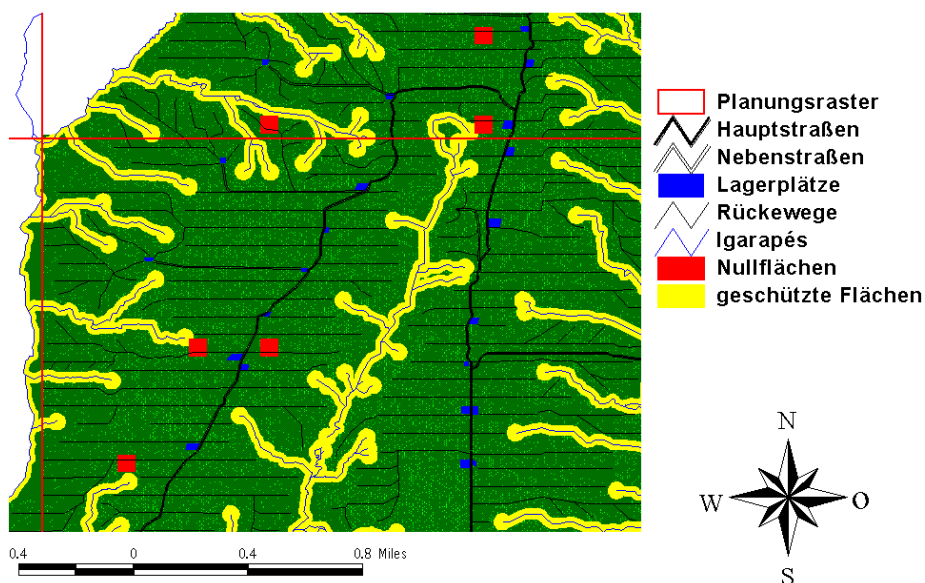 Planungsraster
Hauptstraßen
Nebenstraßen
Lagerplätze
Rückewege
Igarapés
Nullflächen
geschützte Flächen
N
W
O
S
0.4 0 0.4 0.8 Miles